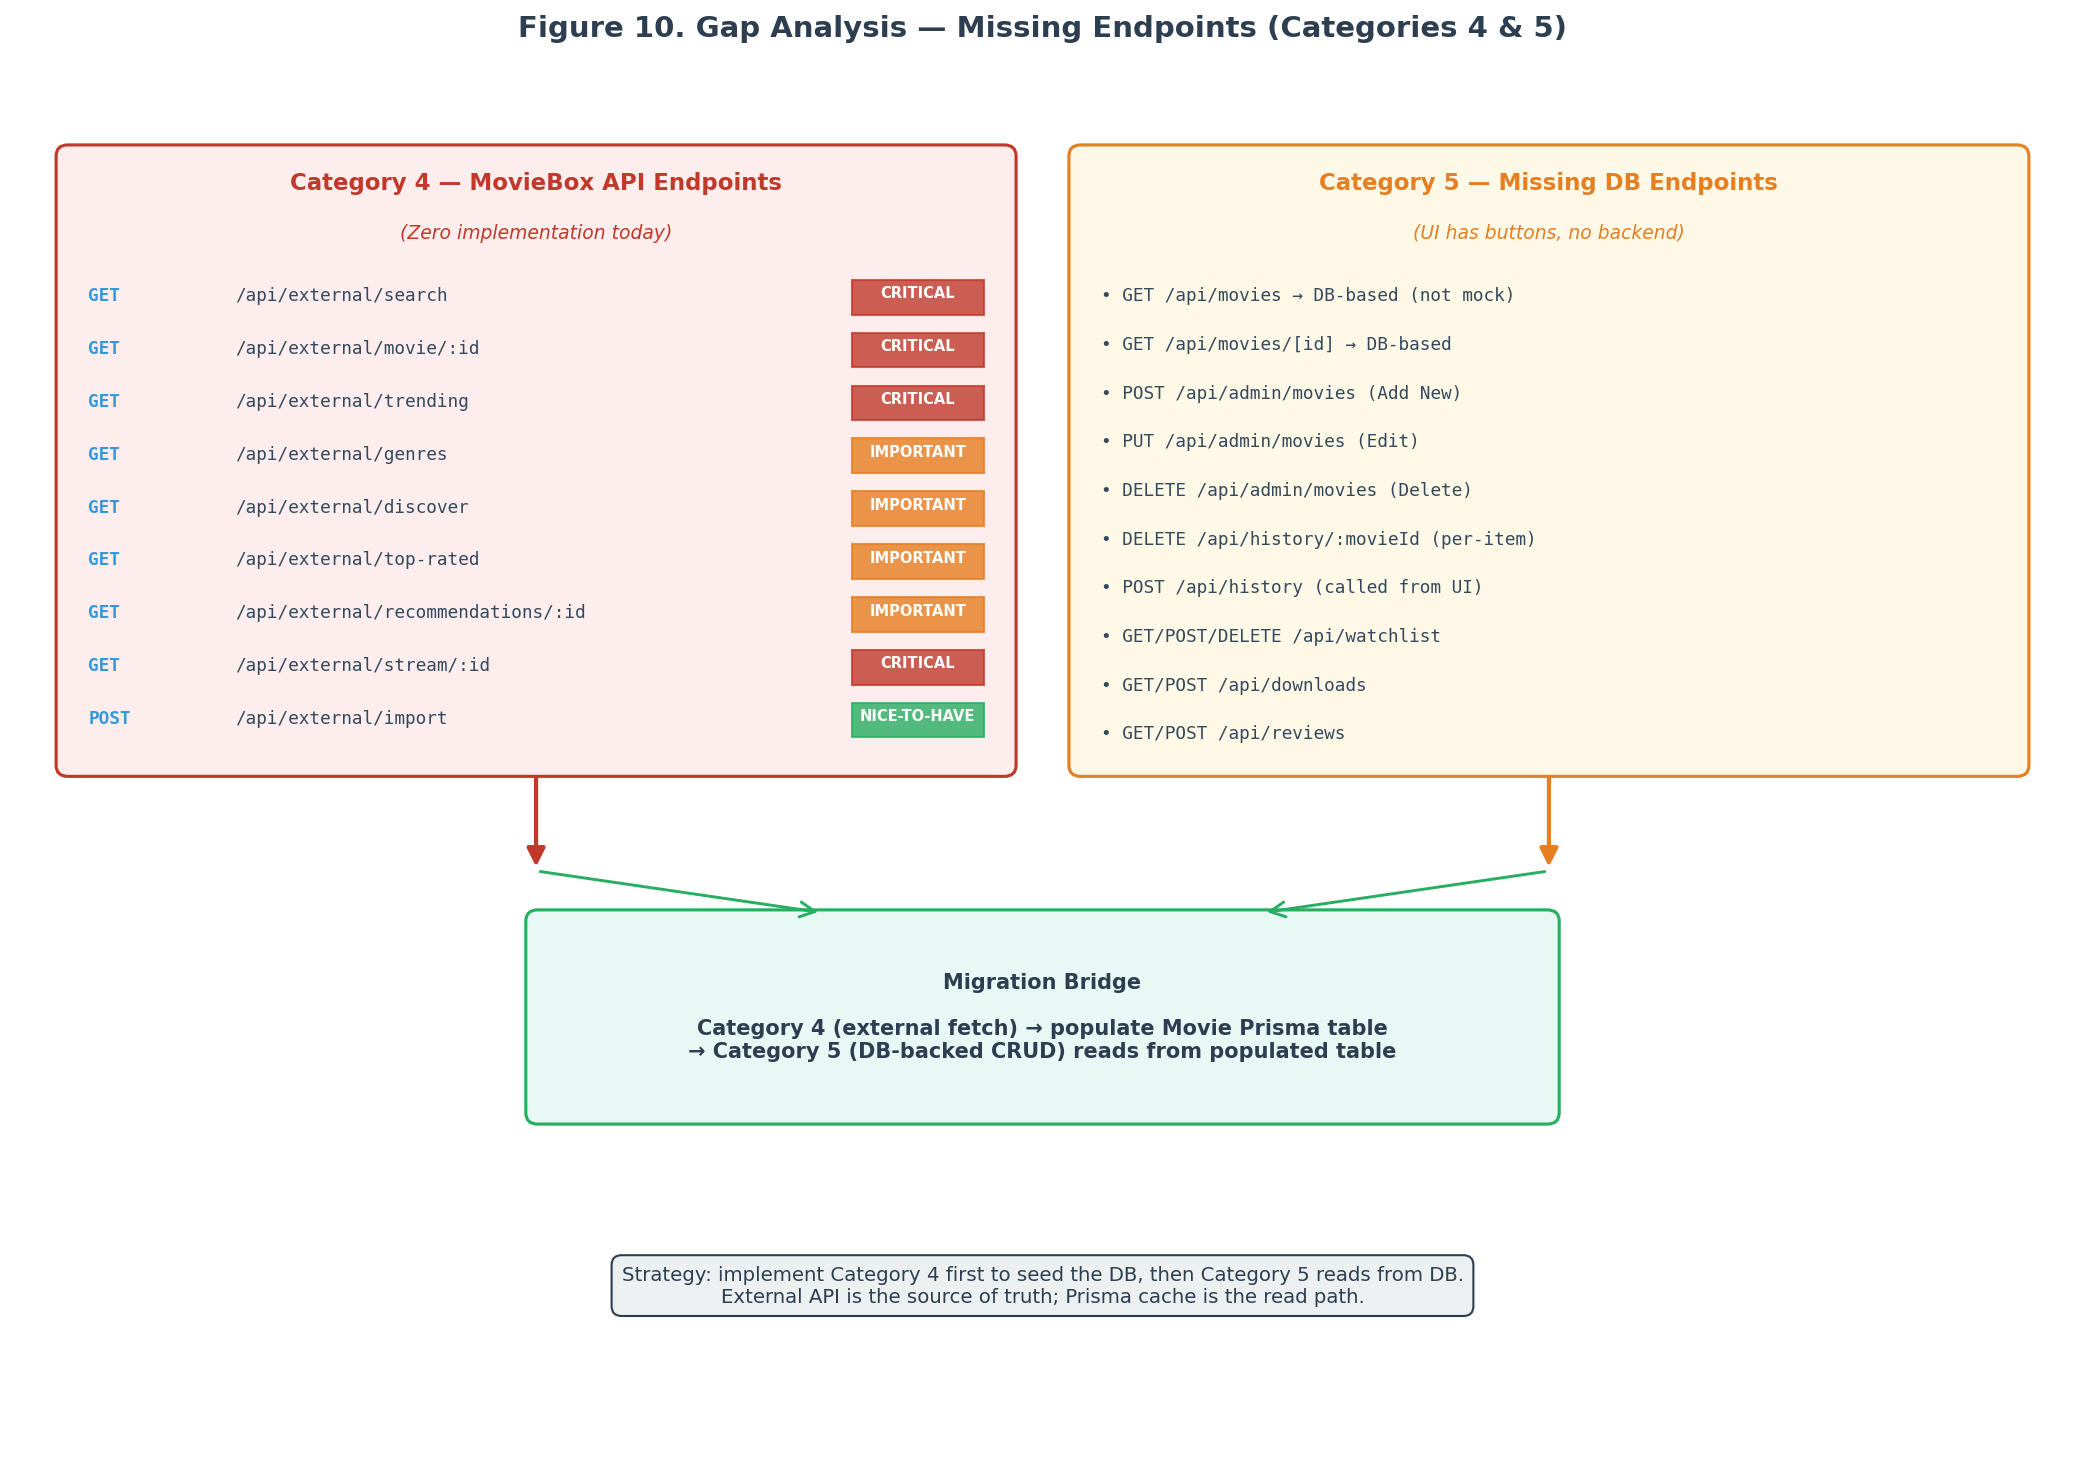 Figure 10. Gap Analysis — Missing Endpoints (Categories 4 & 5)
Category 4 — MovieBox API Endpoints
(Zero implementation today)
GET /api/external/search CRITICAL
GET /api/external/movie/:id CRITICAL
GET /api/external/trending CRITICAL
GET /api/external/genres IMPORTANT
GET /api/external/discover IMPORTANT
GET /api/external/top-rated IMPORTANT
GET /api/external/recommendations/:id IMPORTANT
GET /api/external/stream/:id CRITICAL
POST /api/external/import NICE-TO-HAVE
Category 5 — Missing DB Endpoints
(UI has buttons, no backend)
• GET /api/movies → DB-based (not mock)
• GET /api/movies/[id] → DB-based
• POST /api/admin/movies (Add New)
• PUT /api/admin/movies (Edit)
• DELETE /api/admin/movies (Delete)
• DELETE /api/history/:movieId (per-item)
• POST /api/history (called from UI)
• GET/POST/DELETE /api/watchlist
• GET/POST /api/downloads
• GET/POST /api/reviews
Migration Bridge
Category 4 (external fetch) → populate Movie Prisma table
→ Category 5 (DB-backed CRUD) reads from populated table
Strategy: implement Category 4 first to seed the DB, then Category 5 reads from DB.
External API is the source of truth; Prisma cache is the read path.